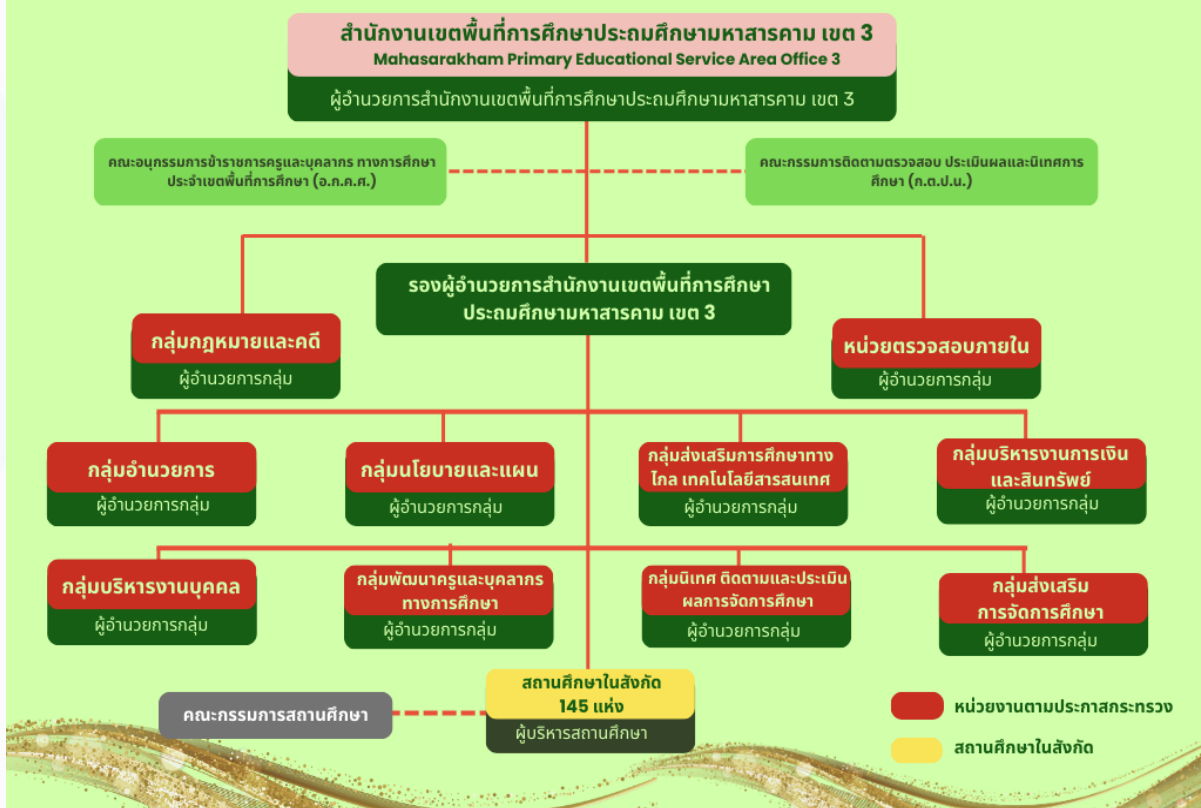 สำนักงานเขตพื้นที่การศึกษาประถมศึกษามหาสารคาม เขต 3
Mahasarakham Primary Educational Service Area Office 3
ผู้อำนวยการสำนักงานเขตพื้นที่การศึกษาประถมศึกษามหาสารคาม เขต 3
คณะอนุกรรมการข้าราชการครูและบุคลากร ทางการศึกษา
ประจำเขตพื้นที่การศึกษา (อ.ก.ค.ศ.)
คณะกรรมการติดตามตรวจสอบ ประเมินผลและนิเทศการ
ศึกษา (ก.ต.ป.น.)
รองผู้อำนวยการสำนักงานเขตพื้นที่การศึกษา
ประถมศึกษามหาสารคาม เขต 3
กลุ่มกฎหมายและคดี
ผู้อำนวยการกลุ่ม
หน่วยตรวจสอบภายใน
ผู้อำนวยการกลุ่ม
กลุ่มอำนวยการ
ผู้อำนวยการกลุ่ม
กลุ่มนโยบายและแผน
ผู้อำนวยการกลุ่ม
กลุ่มส่งเสริมการศึกษาทาง
ไกล เทคโนโลยีสารสนเทศ
ผู้อำนวยการกลุ่ม
กลุ่มบริหารงานการเงิน
และสินทรัพย์
ผู้อำนวยการกลุ่ม
กลุ่มบริหารงานบุคคล
ผู้อำนวยการกลุ่ม
กลุ่มพัฒนาครูและบุคลากร
ทางการศึกษา
ผู้อำนวยการกลุ่ม
กลุ่มนิเทศ ติดตามและประเมิน
ผลการจัดการศึกษา
ผู้อำนวยการกลุ่ม
กลุ่มส่งเสริม
การจัดการศึกษา
ผู้อำนวยการกลุ่ม
คณะกรรมการสถานศึกษา
สถานศึกษาในสังกัด
145 แห่ง
ผู้บริหารสถานศึกษา
หน่วยงานตามประกาสกระทรวง
สถานศึกษาในสังกัด